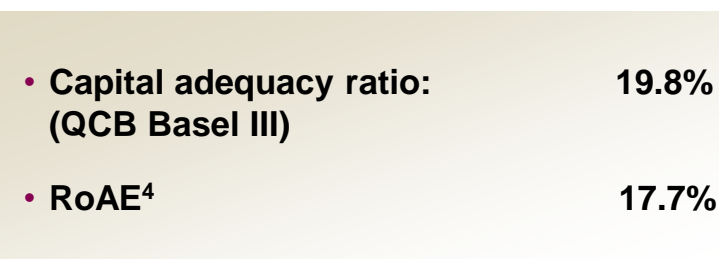 • Capital adequacy ratio: 19.8%
(QCB Basel III)
• RoAE⁴ 17.7%